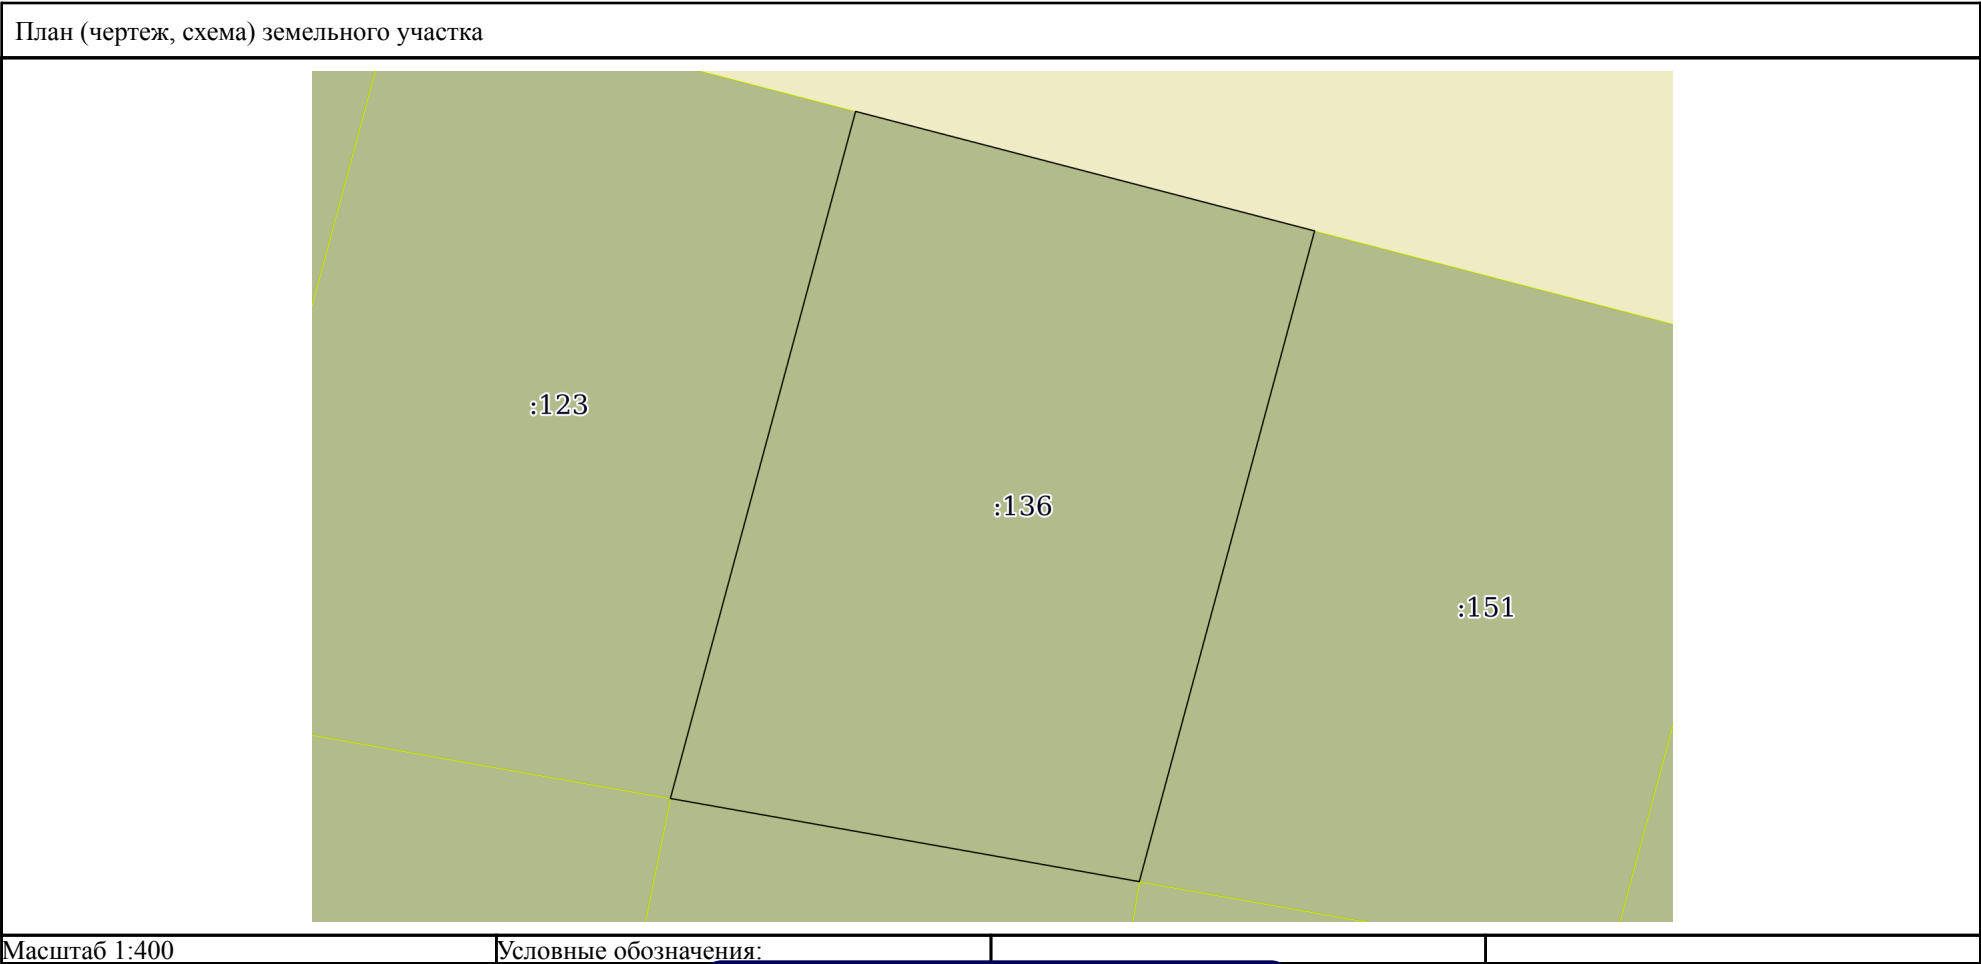 План (чертеж, схема) земельного участка
:123
:136
:151
Масштаб 1:400
Условные обозначения: